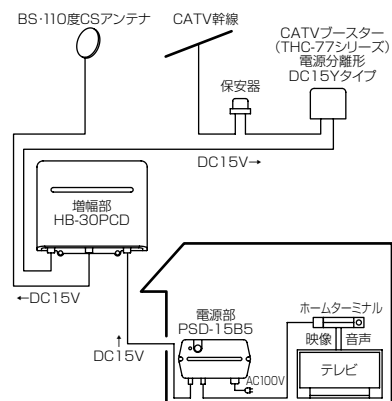 BS·110度CSアンテナ
CATV幹線
CATVブースター
(THC-77シリーズ)
電源分離形
DC15Vタイプ
保安器
DC15V→
増幅部
HB-30PCD
←DC15V
↑
DC15V
電源部
PSD-15B5
AC100V
ホームターミナル
映像 音声
テレビ